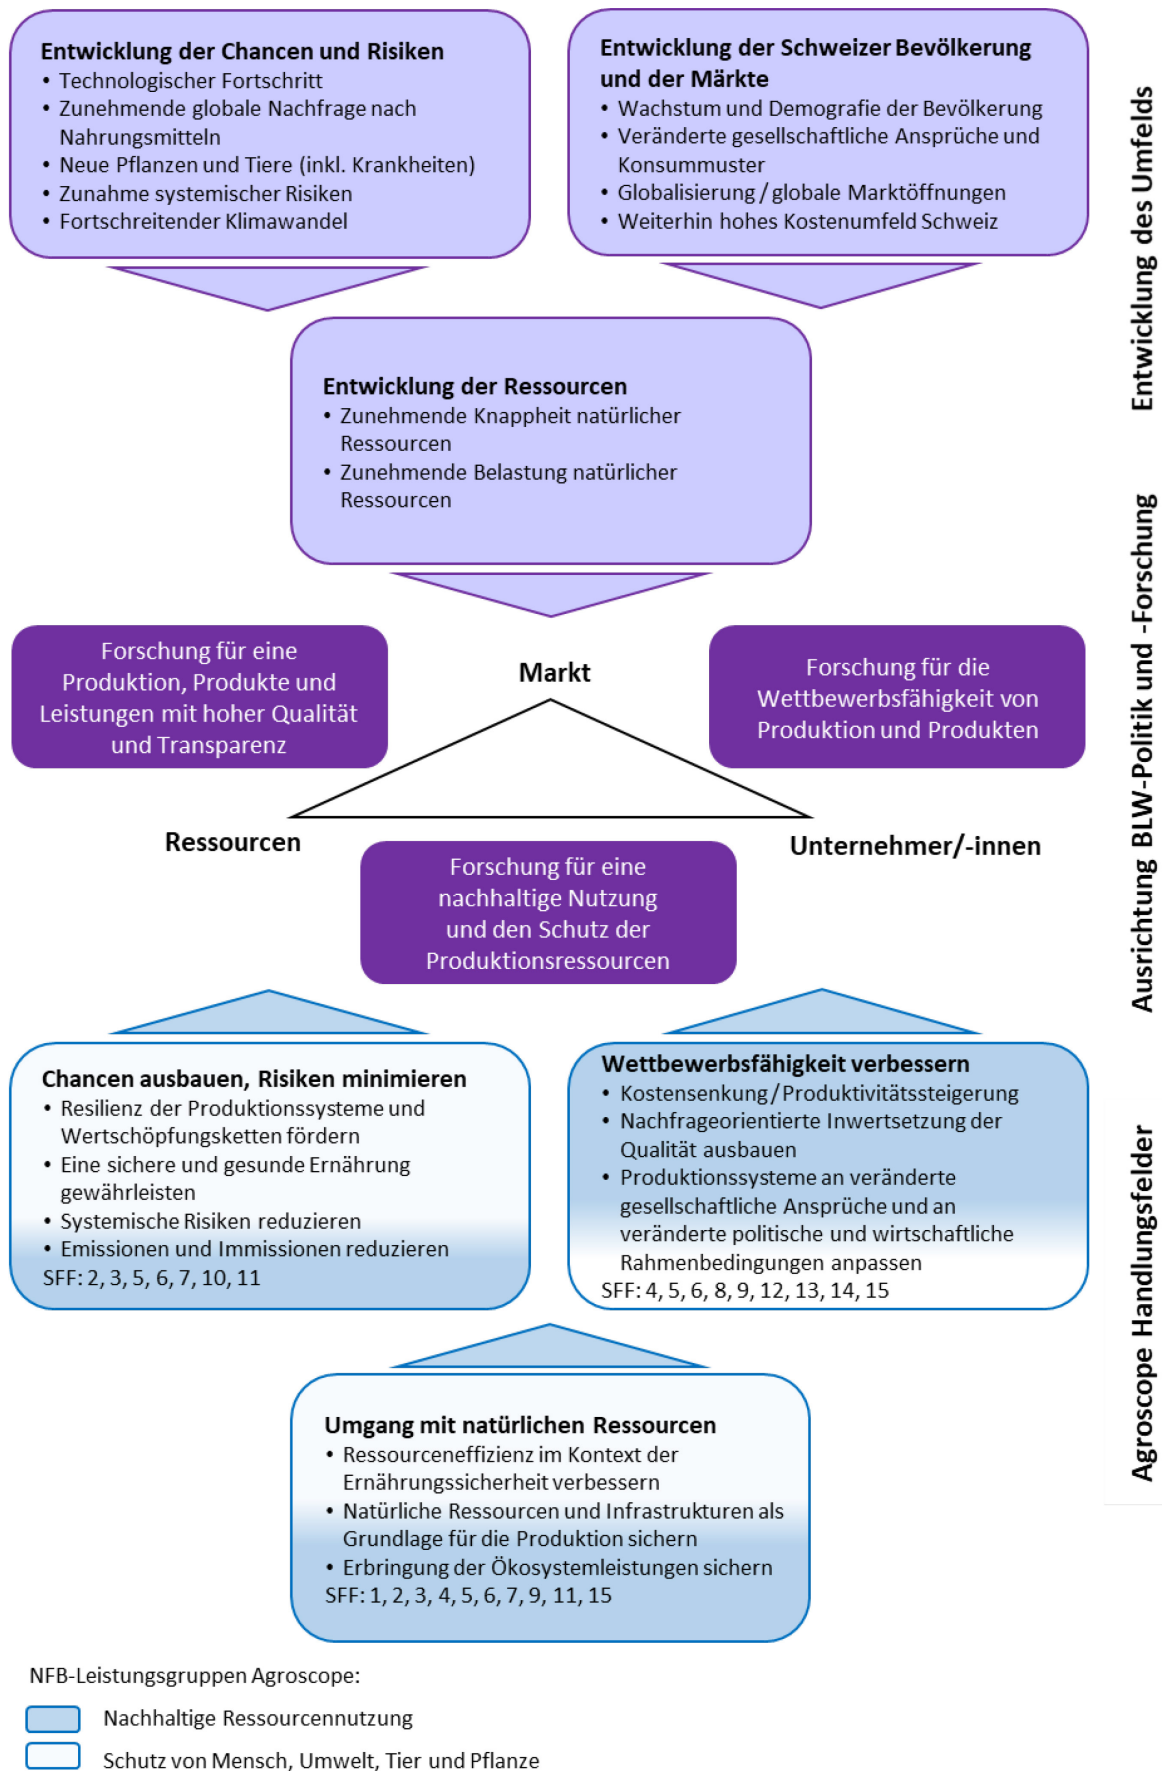 Entwicklung der Chancen und Risiken
• Technologischer Fortschritt
• Zunehmende globale Nachfrage nach
Nahrungsmitteln
• Neue Pflanzen und Tiere (inkl. Krankheiten)
• Zunahme systemischer Risiken
• Fortschreitender Klimawandel
Entwicklung der Schweizer Bevölkerung
und der Märkte
• Wachstum und Demografie der Bevölkerung
• Veränderte gesellschaftliche Ansprüche und
Konsummuster
• Globalisierung / globale Marktöffnungen
• Weiterhin hohes Kostenumfeld Schweiz
Entwicklung des Umfelds
Entwicklung der Ressourcen
• Zunehmende Knappheit natürlicher
Ressourcen
• Zunehmende Belastung natürlicher
Ressourcen
Forschung für eine
Produktion, Produkte und
Leistungen mit hoher Qualität
und Transparenz
Markt
Forschung für die
Wettbewerbsfähigkeit von
Produktion und Produkten
Ressourcen
Unternehmer/-innen
Forschung für eine
nachhaltige Nutzung
und den Schutz der
Produktionsressourcen
Ausrichtung BLW-Politik und -Forschung
Chancen ausbauen, Risiken minimieren
• Resilienz der Produktionssysteme und
Wertschöpfungsketten fördern
• Eine sichere und gesunde Ernährung
gewährleisten
• Systemische Risiken reduzieren
• Emissionen und Immissionen reduzieren
SFF: 2, 3, 5, 6, 7, 10, 11
Wettbewerbsfähigkeit verbessern
• Kostensenkung / Produktivitätssteigerung
• Nachfrageorientierte Inwertsetzung der
Qualität ausbauen
• Produktionssysteme an veränderte
gesellschaftliche Ansprüche und an
veränderte politische und wirtschaftliche
Rahmenbedingungen anpassen
SFF: 4, 5, 6, 8, 9, 12, 13, 14, 15
Umgang mit natürlichen Ressourcen
• Ressourceneffizienz im Kontext der
Ernährungssicherheit verbessern
• Natürliche Ressourcen und Infrastrukturen als
Grundlage für die Produktion sichern
• Erbringung der Ökosystemleistungen sichern
SFF: 1, 2, 3, 4, 5, 6, 7, 9, 11, 15
Agroscope Handlungsfelder
NFB-Leistungsgruppen Agroscope:
Nachhaltige Ressourcennutzung
Schutz von Mensch, Umwelt, Tier und Pflanze